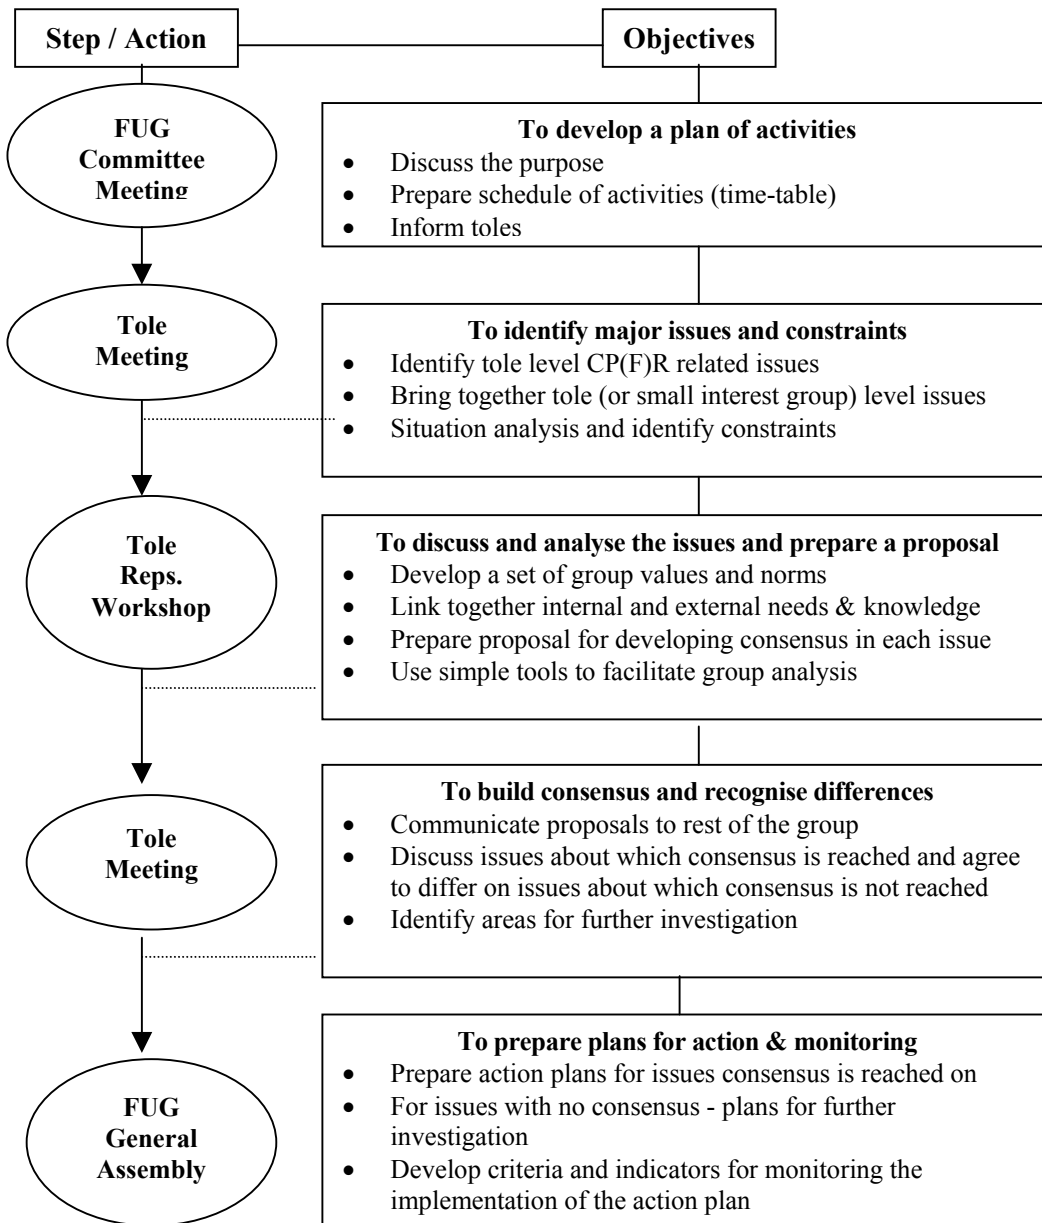 Step / Action
Objectives
FUG
Committee
Meeting
To develop a plan of activities
• Discuss the purpose
• Prepare schedule of activities (time-table)
• Inform toles
Tole
Meeting
To identify major issues and constraints
• Identify tole level CP(F)R related issues
• Bring together tole (or small interest group) level issues
• Situation analysis and identify constraints
Tole
Reps.
Workshop
To discuss and analyse the issues and prepare a proposal
• Develop a set of group values and norms
• Link together internal and external needs & knowledge
• Prepare proposal for developing consensus in each issue
• Use simple tools to facilitate group analysis
Tole
Meeting
To build consensus and recognise differences
• Communicate proposals to rest of the group
• Discuss issues about which consensus is reached and agree
to differ on issues about which consensus is not reached
• Identify areas for further investigation
FUG
General
Assembly
To prepare plans for action & monitoring
• Prepare action plans for issues consensus is reached on
• For issues with no consensus - plans for further
investigation
• Develop criteria and indicators for monitoring the
implementation of the action plan